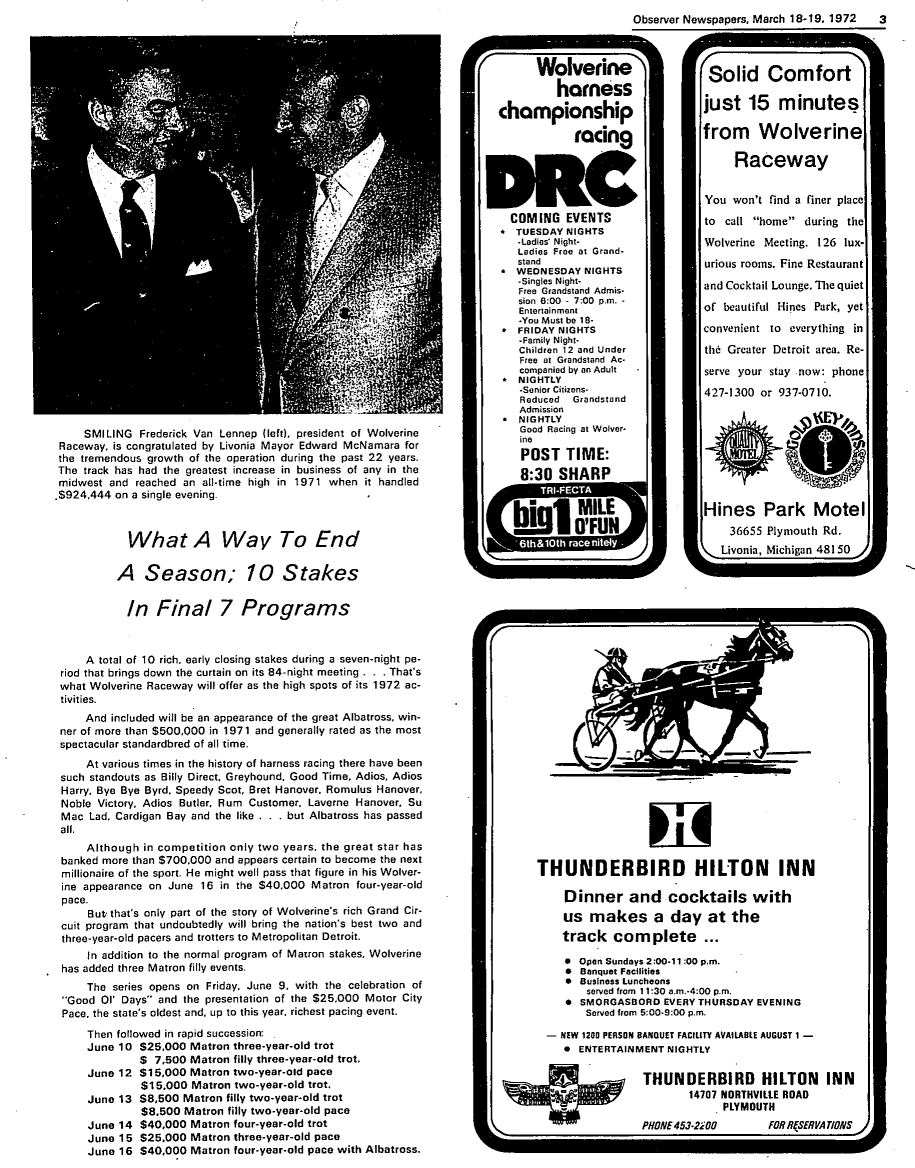 Observer Newspapers, March 18-19, 1972 3
SMILING Frederick Van Lennep (left), president of Wolverine
Raceway, is congratulated by Livonia Mayor Edward McNamara for
the tremendous growth of the operation during the past 22 years.
The track has had the greatest increase in business of any in the
midwest and reached an all-time high in 1971 when it handled
$924,444 on a single evening.
What A Way To End
A Season; 10 Stakes
In Final 7 Programs
A total of 10 rich, early closing stakes during a seven-night pe-
riod that brings down the curtain on its 84-night meeting . . . That's
what Wolverine Raceway will offer as the high spots of its 1972 ac-
tivities.
And included will be an appearance of the great Albatross, win-
ner of more than $500,000 in 1971 and generally rated as the most
spectacular standardbred of all time.
At various times in the history of harness racing there have been
such standouts as Billy Direct, Greyhound, Good Time, Adios, Adios
Harry, Bye Bye Byrd, Speedy Scot, Bret Hanover, Romulus Hanover,
Noble Victory, Adios Butler, Rum Customer, Laverne Hanover, Su
Mac Lad, Cardigan Bay and the like . . . but Albatross has passed
all.
Although in competition only two years, the great star has
banked more than $700,000 and appears certain to become the next
millionaire of the sport. He might well pass that figure in his Wolver-
ine appearance on June 16 in the $40,000 Matron four-year-old
pace.
But that's only part of the story of Wolverine's rich Grand Cir-
cuit program that undoubtedly will bring the nation's best two and
three-year-old pacers and trotters to Metropolitan Detroit.
In addition to the normal program of Matron stakes, Wolverine
has added three Matron filly events.
The series opens on Friday, June 9, with the celebration of
"Good Ol' Days" and the presentation of the $25,000 Motor City
Pace, the state's oldest and, up to this year, richest pacing event.
Then followed in rapid succession:
June 10 $25,000 Matron three-year-old trot
$ 7,500 Matron filly three-year-old trot.
June 12 $15,000 Matron two-year-old pace
$15,000 Matron two-year-old trot.
June 13 $8,500 Matron filly two-year-old trot
$8,500 Matron filly two-year-old pace
June 14 $40,000 Matron four-year-old trot
June 15 $25,000 Matron three-year-old pace
June 16 $40,000 Matron four-year-old pace with Albatross.
Wolverine
harness
championship
racing
DRC
COMING EVENTS
* TUESDAY NIGHTS
-Ladies' Night-
Ladies Free at Grand-
stand
* WEDNESDAY NIGHTS
-Singles Night-
Free Grandstand Admis-
sion 6:00 - 7:00 p.m. -
Entertainment
-You Must be 18-
* FRIDAY NIGHTS
-Family Night-
Children 12 and Under
Free at Grandstand Ac-
companied by an Adult
* NIGHTLY
-Senior Citizens-
Reduced Grandstand
Admission
* NIGHTLY
Good Racing at Wolver-
ine
POST TIME:
8:30 SHARP
TRI-FECTA
big 1 MILE
O'FUN
6th & 10th race nitely
Solid Comfort
just 15 minutes
from Wolverine
Raceway
You won't find a finer place
to call "home" during the
Wolverine Meeting. 126 lux-
urious rooms. Fine Restaurant
and Cocktail Lounge. The quiet
of beautiful Hines Park, yet
convenient to everything in
the Greater Detroit area. Re-
serve your stay now: phone
427-1300 or 937-0710.
QUALITY
MOTEL
GOLD KEY INNS
Hines Park Motel
36655 Plymouth Rd.
Livonia, Michigan 48150
H
THUNDERBIRD HILTON INN
Dinner and cocktails with
us makes a day at the
track complete ...
● Open Sundays 2:00-11:00 p.m.
● Banquet Facilities
● Business Luncheons
served from 11:30 a.m.-4:00 p.m.
● SMORGASBORD EVERY THURSDAY EVENING
Served from 5:00-9:00 p.m.
— NEW 1200 PERSON BANQUET FACILITY AVAILABLE AUGUST 1 —
● ENTERTAINMENT NIGHTLY
THUNDERBIRD HILTON INN
14707 NORTHVILLE ROAD
PLYMOUTH
PHONE 453-2200 FOR RESERVATIONS